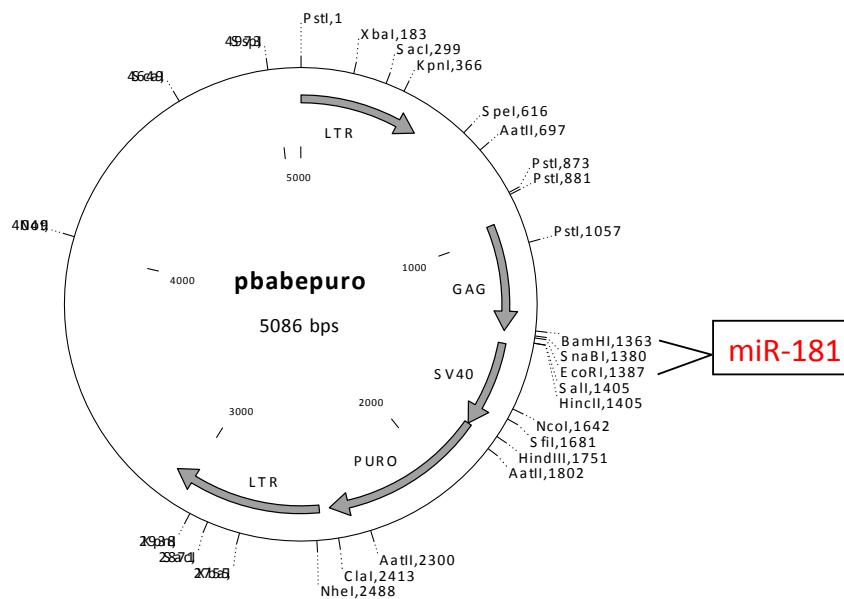 PstI,1
XbaI,183
SacI,299
KpnI,366
SpeI,616
AatII,697
PstI,873
PstI,881
PstI,1057
LTR
5000
1000
4000
pbabepuro
5086 bps
GAG
BamHI,1363
SnaBI,1380
EcoRI,1387
SalI,1405
HincII,1405
miR-181
SV40
NcoI,1642
SfiI,1681
HindIII,1751
AatII,1802
2000
3000
PURO
LTR
AatII,2300
ClaI,2413
NheI,2488